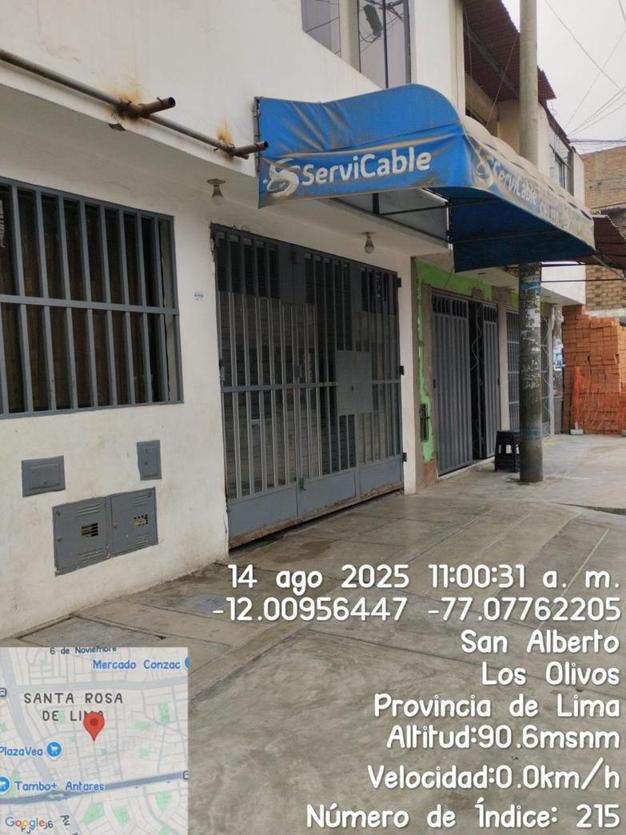 ServiCable
ServiCable
14 ago 2025 11:00:31 a. m.
-12.00956447 -77.07762205
San Alberto
Los Olivos
Provincia de Lima
Altitud:90.6msnm
Velocidad:0.0km/h
Número de Índice: 215
6 de Noviembre
Mercado Conzac
SANTA ROSA
DE LIMA
PlazaVea
Tambo+ Antares
Google